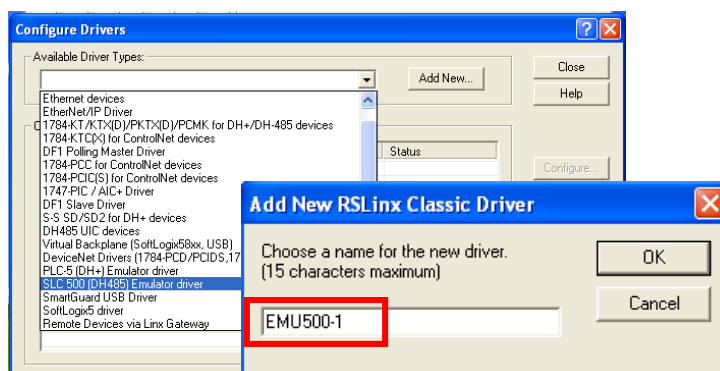 Configure Drivers
Available Driver Types:
Add New...
Close
Help
Ethernet devices
EtherNet/IP Driver
1784-KT/KTX(D)/PKTX(D)/PCMK for DH+/DH-485 devices
1784-KTC(X) for ControlNet devices
DF1 Polling Master Driver
1784-PCC for ControlNet devices
1784-PCIC(S) for ControlNet devices
1747-PIC / AIC+ Driver
DF1 Slave Driver
S-S SD/SD2 for DH+ devices
DH485 UIC devices
Virtual Backplane (SoftLogix58xx, USB)
DeviceNet Drivers (1784-PCD/PCIDS,17
PLC-5 (DH+) Emulator driver
SLC 500 (DH485) Emulator driver
SmartGuard USB Driver
SoftLogix5 driver
Remote Devices via Linx Gateway
Status
Configure...
Add New RSLinx Classic Driver
Choose a name for the new driver.
(15 characters maximum)
OK
Cancel
EMU500-1